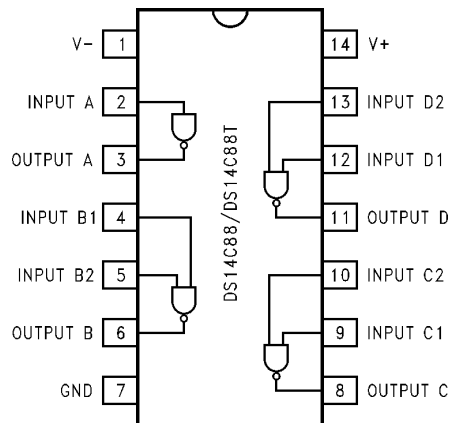 V- 1
INPUT A 2
OUTPUT A 3
INPUT B1 4
INPUT B2 5
OUTPUT B 6
GND 7
DS14C88/DS14C88T
14 V+
13 INPUT D2
12 INPUT D1
11 OUTPUT D
10 INPUT C2
9 INPUT C1
8 OUTPUT C